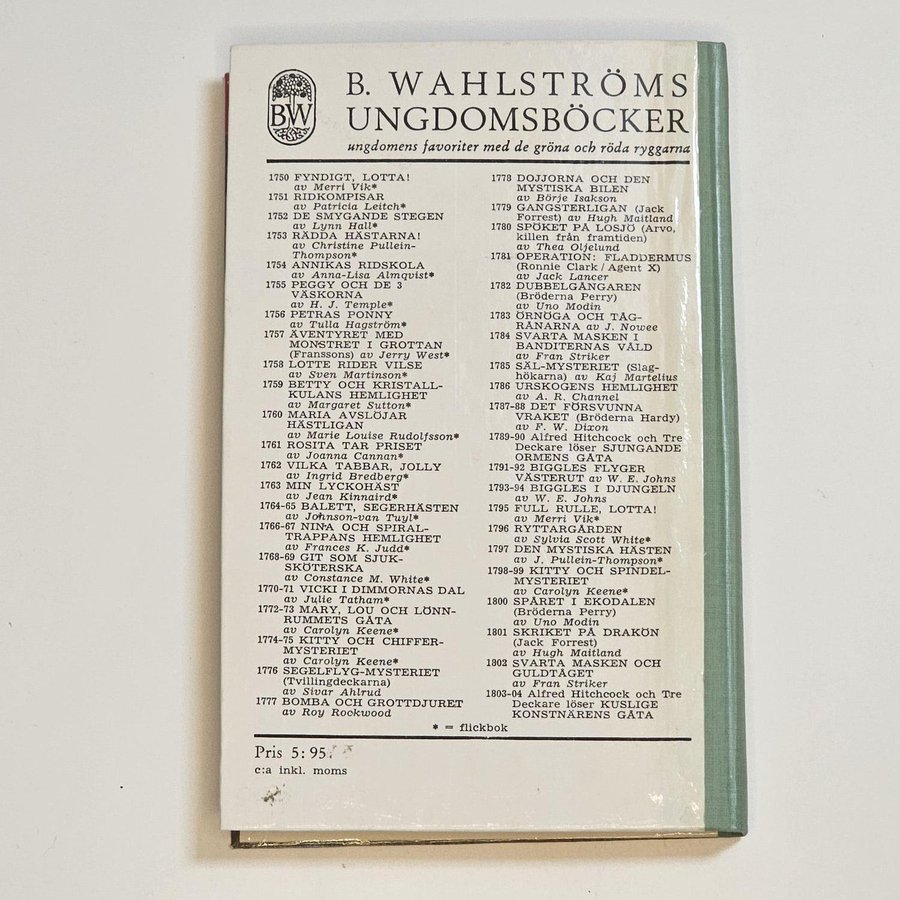 BW
B. WAHLSTRÖMS
UNGDOMSBÖCKER
ungdomens favoriter med de gröna och röda ryggarna
1750 FYNDIGT, LOTTA!
av Merri Vik*
1751 RIDKOMPISAR
av Patricia Leitch*
1752 DE SMYGANDE STEGEN
av Lynn Hall*
1753 RÄDDA HÄSTARNA!
av Christine Pullein-
Thompson*
1754 ANNIKAS RIDSKOLA
av Anna-Lisa Almqvist*
1755 PEGGY OCH DE 3
VÄSKORNA
av H. J. Temple*
1756 PETRAS PONNY
av Tulla Hagström*
1757 ÄVENTYRET MED
MONSTRET I GROTTAN
(Franssons) av Jerry West*
1758 LOTTE RIDER VILSE
av Sven Martinson*
1759 BETTY OCH KRISTALL-
KULANS HEMLIGHET
av Margaret Sutton*
1760 MARIA AVSLÖJAR
HÄSTLIGAN
av Marie Louise Rudolfsson*
1761 ROSITA TAR PRISET
av Joanna Cannan*
1762 VILKA TABBAR, JOLLY
av Ingrid Bredberg*
1763 MIN LYCKOHÄST
av Jean Kinnaird*
1764-65 BALETT, SEGERHÄSTEN
av Johnson-van Tuyl*
1766-67 NINA OCH SPIRAL-
TRAPPANS HEMLIGHET
av Frances K. Judd*
1768-69 GIT SOM SJUK-
SKÖTERSKA
av Constance M. White*
1770-71 VICKI I DIMMORNAS DAL
av Julie Tatham*
1772-73 MARY, LOU OCH LÖNN-
RUMMETS GÅTA
av Carolyn Keene*
1774-75 KITTY OCH CHIFFER-
MYSTERIET
av Carolyn Keene*
1776 SEGELFLYG-MYSTERIET
(Tvillingdeckarna)
av Sivar Ahlrud
1777 BOMBA OCH GROTTDJURET
av Roy Rockwood
1778 DOJJORNA OCH DEN
MYSTISKA BILEN
av Börje Isakson
1779 GANGSTERLIGAN (Jack
Forrest) av Hugh Maitland
1780 SPÖKET PÅ LOSJÖ (Arvo,
killen från framtiden)
av Thea Oljelund
1781 OPERATION: FLADDERMUS
(Ronnie Clark / Agent X)
av Jack Lancer
1782 DUBBELGÅNGAREN
(Bröderna Perry)
av Uno Modin
1783 ÖRNÖGA OCH TÅG-
RÅNARNA av J. Nowee
1784 SVARTA MASKEN I
BANDITERNAS VÅLD
av Fran Striker
1785 SÄL-MYSTERIET (Slag-
hökarna) av Kaj Martelius
1786 URSKOGENS HEMLIGHET
av A. R. Channel
1787-88 DET FÖRSVUNNA
VRAKET (Bröderna Hardy)
av F. W. Dixon
1789-90 Alfred Hitchcock och Tre
Deckare löser SJUNGANDE
ORMENS GÅTA
1791-92 BIGGLES FLYGER
VÄSTERUT av W. E. Johns
1793-94 BIGGLES I DJUNGELN
av W. E. Johns
1795 FULL RULLE, LOTTA!
av Merri Vik*
1796 RYTTARGÅRDEN
av Sylvia Scott White*
1797 DEN MYSTISKA HÄSTEN
av J. Pullein-Thompson*
1798-99 KITTY OCH SPINDEL-
MYSTERIET
av Carolyn Keene*
1800 SPÅRET I EKODALEN
(Bröderna Perry)
av Uno Modin
1801 SKRIKET PÅ DRAKÖN
(Jack Forrest)
av Hugh Maitland
1802 SVARTA MASKEN OCH
GULDTÅGET
av Fran Striker
1803-04 Alfred Hitchcock och Tre
Deckare löser KUSLIGE
KONSTNÄRENS GÅTA
* = flickbok
Pris 5: 95.
c:a inkl. moms